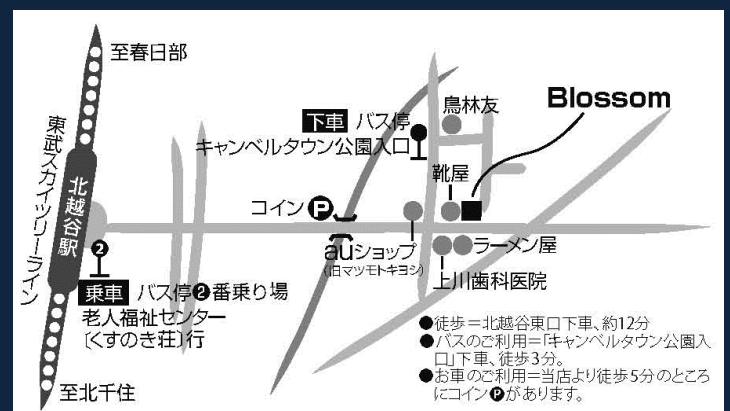 至春日部
東武スカイツリーライン
北越谷駅
下車 バス停
キャンベルタウン公園入口
鳥林友
Blossom
靴屋
コインP
auショップ
(旧マツモトキヨシ)
ラーメン屋
上川歯科医院
❷
乗車 バス停❷番乗り場
老人福祉センター
〔くすのき荘〕行
至北千住
●徒歩=北越谷東口下車、約12分
●バスのご利用=「キャンベルタウン公園入
口」下車、徒歩3分。
●お車のご利用=当店より徒歩5分のところ
にコインPがあります。